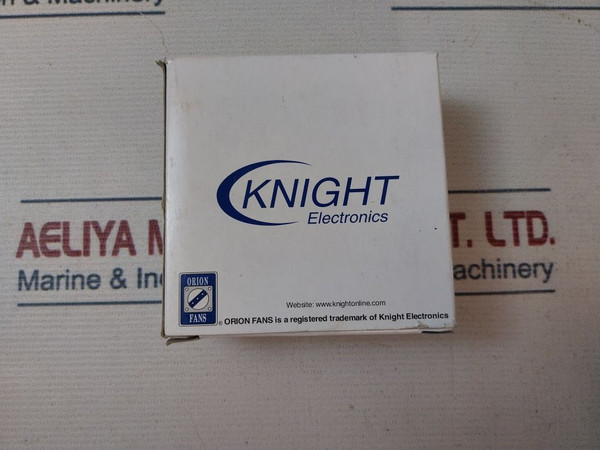 & Machinery
KNIGHT
Electronics
AELIYA M
T. LTD.
Marine & In
achinery
ORION
FANS
Website: www.knightonline.com
® ORION FANS is a registered trademark of Knight Electronics